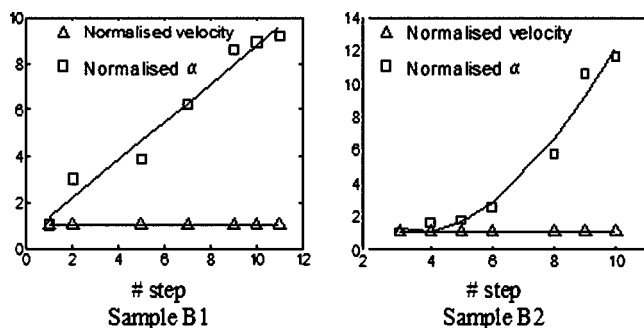 10
8
6
4
2
0
Normalised velocity
Normalised α
0 2 4 6 8 10 12
# step
Sample B1
14
12
10
8
6
4
2
0
Normalised velocity
Normalised α
2 4 6 8 10
# step
Sample B2